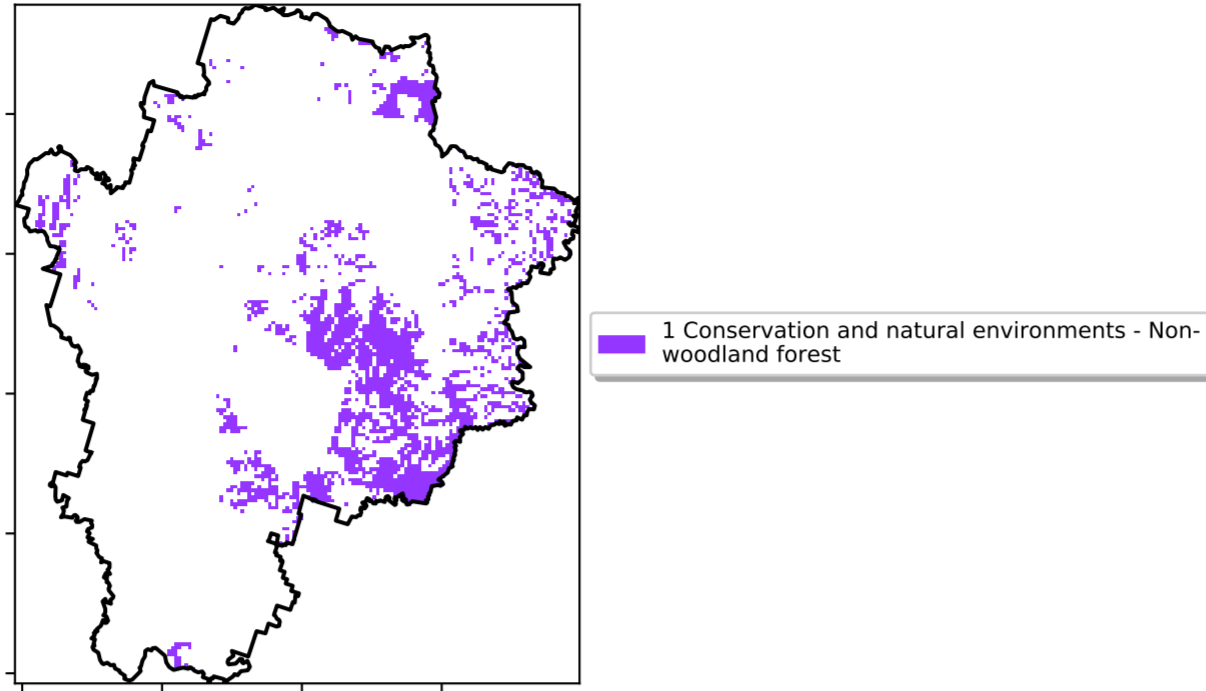 1 Conservation and natural environments - Non-
woodland forest